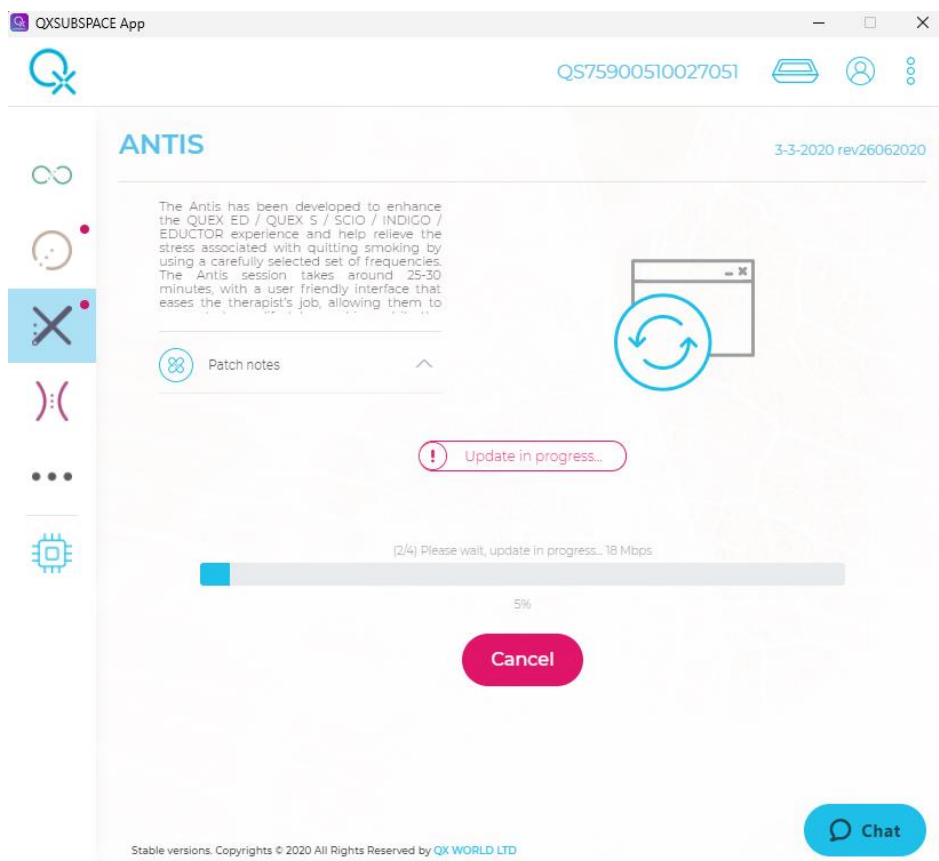 QXSUBSPACE App
QS75900510027051
ANTIS
3-3-2020 rev26062020
The Antis has been developed to enhance
the QUEX ED / QUEX S / SCIO / INDIGO /
EDUCTOR experience and help relieve the
stress associated with quitting smoking by
using a carefully selected set of frequencies.
The Antis session takes around 25-30
minutes, with a user friendly interface that
eases the therapist's job, allowing them to
Patch notes
Update in progress...
(2/4) Please wait, update in progress... 18 Mbps
5%
Cancel
Chat
Stable versions. Copyrights © 2020 All Rights Reserved by QX WORLD LTD